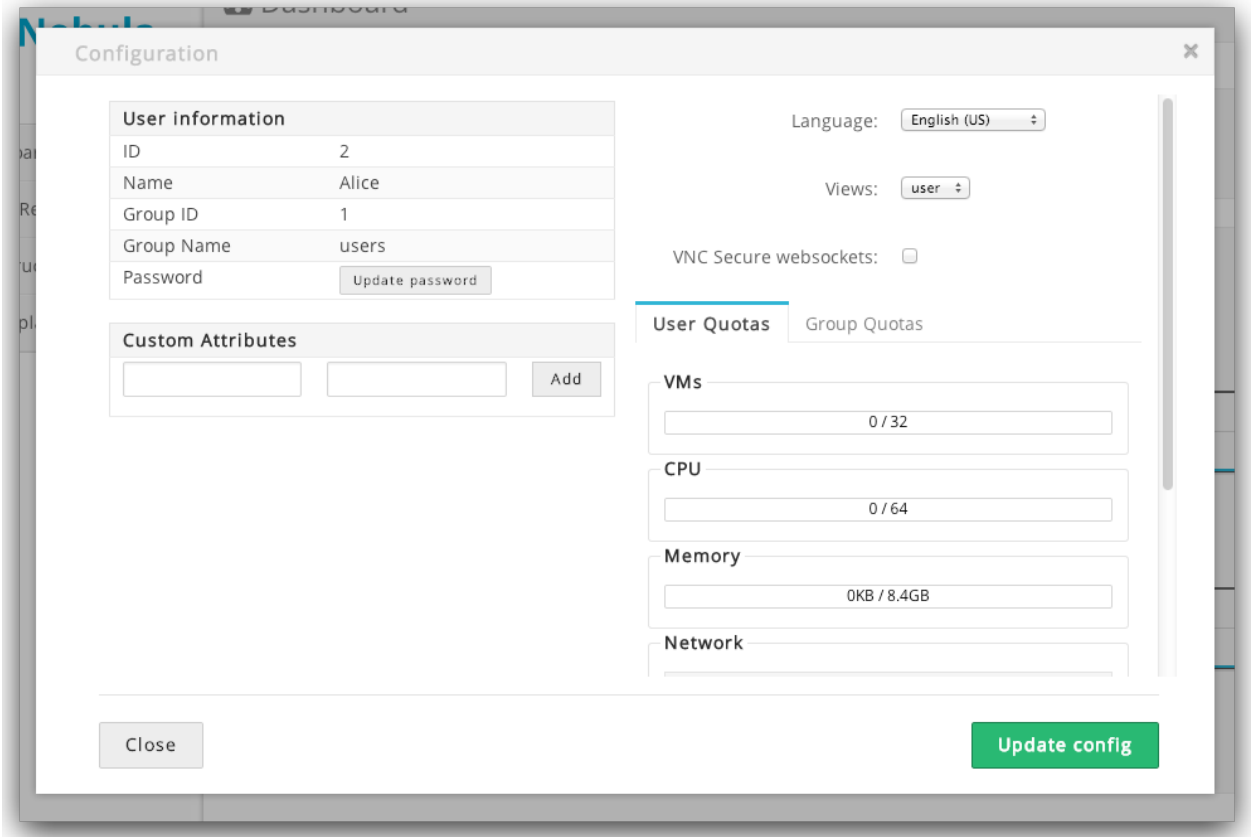 Dashboard
Configuration
User information
ID 2
Name Alice
Group ID 1
Group Name users
Password Update password
Custom Attributes
Add
Language: English (US)
Views: user
VNC Secure websockets:
User Quotas Group Quotas
VMs
0 / 32
CPU
0 / 64
Memory
0KB / 8.4GB
Network
Close Update config